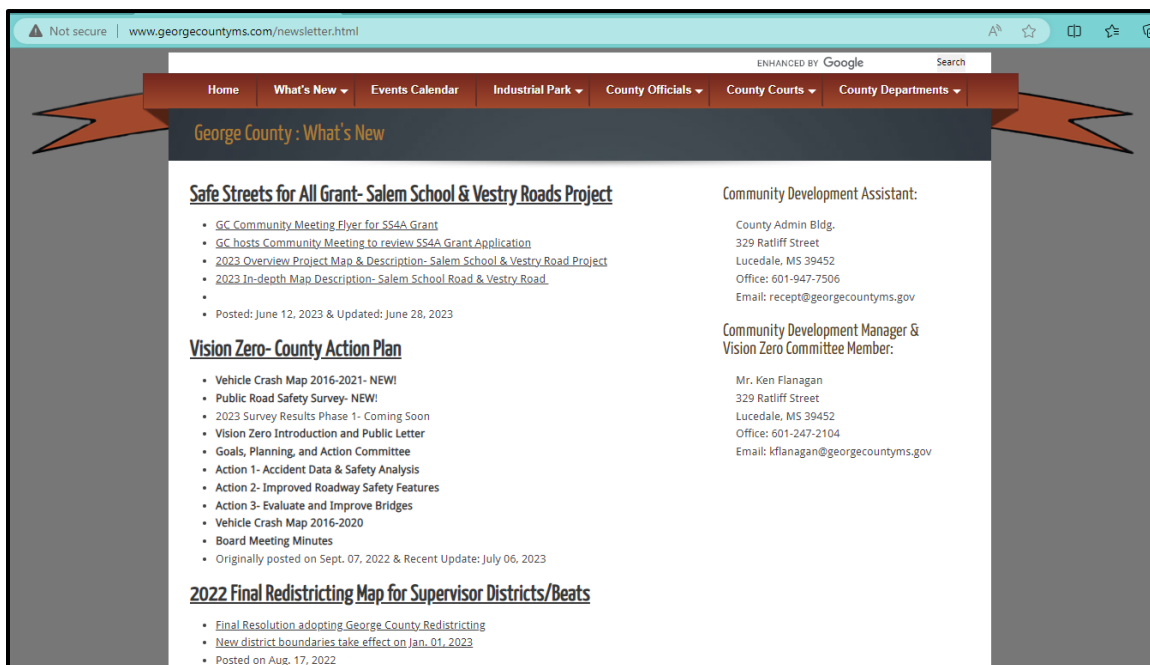 Not secure www.georgecountyms.com/newsletter.html
ENHANCED BY Google Search
Home What's New Events Calendar Industrial Park County Officials County Courts County Departments
George County : What's New
Safe Streets for All Grant- Salem School & Vestry Roads Project
• GC Community Meeting Flyer for SS4A Grant
• GC hosts Community Meeting to review SS4A Grant Application
• 2023 Overview Project Map & Description- Salem School & Vestry Road Project
• 2023 In-depth Map Description- Salem School Road & Vestry Road
•
• Posted: June 12, 2023 & Updated: June 28, 2023
Vision Zero- County Action Plan
• Vehicle Crash Map 2016-2021- NEW!
• Public Road Safety Survey- NEW!
• 2023 Survey Results Phase 1- Coming Soon
• Vision Zero Introduction and Public Letter
• Goals, Planning, and Action Committee
• Action 1- Accident Data & Safety Analysis
• Action 2- Improved Roadway Safety Features
• Action 3- Evaluate and Improve Bridges
• Vehicle Crash Map 2016-2020
• Board Meeting Minutes
• Originally posted on Sept. 07, 2022 & Recent Update: July 06, 2023
2022 Final Redistricting Map for Supervisor Districts/Beats
• Final Resolution adopting George County Redistricting
• New district boundaries take effect on Jan. 01, 2023
• Posted on Aug. 17, 2022
Community Development Assistant:
County Admin Bldg.
329 Ratliff Street
Lucedale, MS 39452
Office: 601-947-7506
Email: recept@georgecountyms.gov
Community Development Manager &
Vision Zero Committee Member:
Mr. Ken Flanagan
329 Ratliff Street
Lucedale, MS 39452
Office: 601-247-2104
Email: kflanagan@georgecountyms.gov